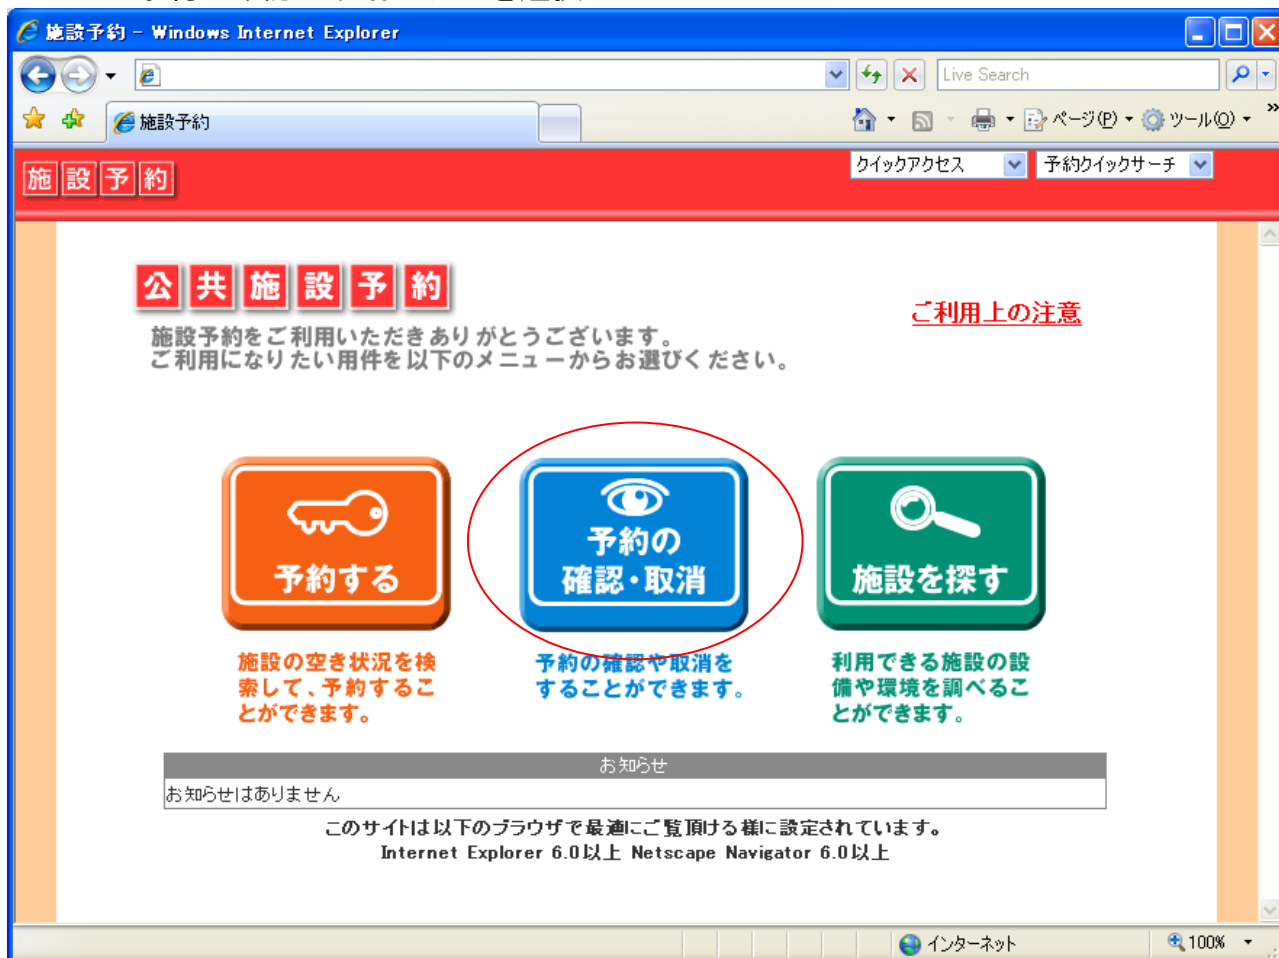 施設予約 - Windows Internet Explorer
Live Search
施設予約
ページ(P)
ツール(O)
施設予約
クイックアクセス
予約クイックサーチ
公共施設予約
ご利用上の注意
施設予約をご利用いただきありがとうございます。
ご利用になりたい用件を以下のメニューからお選びください。
予約する
予約の
確認・取消
施設を探す
施設の空き状況を検
索して、予約するこ
とができます。
予約の確認や取消を
することができます。
利用できる施設の設
備や環境を調べるこ
とができます。
お知らせ
お知らせはありません
このサイトは以下のブラウザで最適にご覧頂ける様に設定されています。
Internet Explorer 6.0以上 Netscape Navigator 6.0以上
インターネット
100%